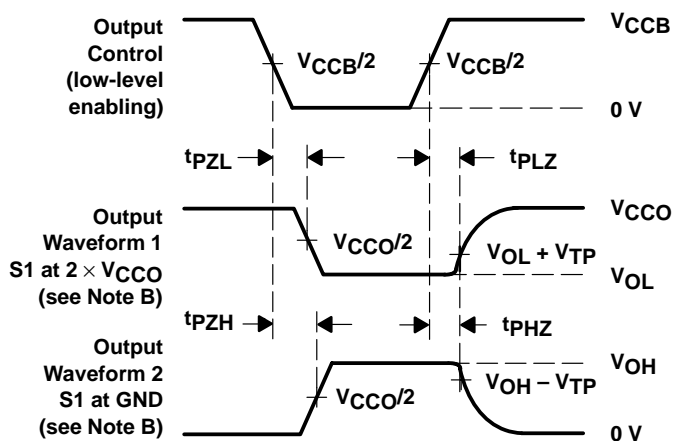 Output
Control
(low-level
enabling)
VCCB/2
VCCB/2
VCCB
0 V
tPZL
tPLZ
Output
Waveform 1
S1 at 2 × VCCO
(see Note B)
VCCO/2
VCCO
VOL + VTP
VOL
tPZH
tPHZ
Output
Waveform 2
S1 at GND
(see Note B)
VCCO/2
VOH
VOH − VTP
0 V